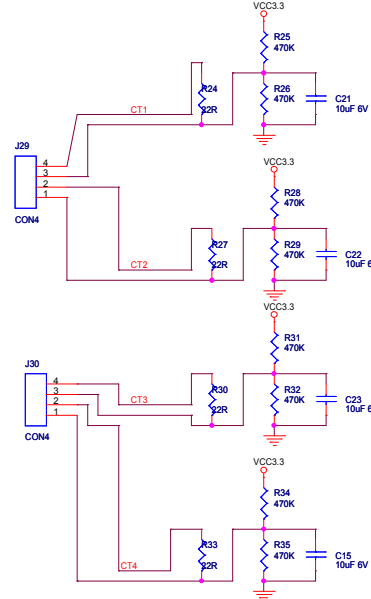 VCC3.3
R25
470K
R24
22R
R26
470K
C21
10uF 6V
CT1
J29
4
3
2
1
CON4
VCC3.3
R28
470K
R27
22R
R29
470K
C22
10uF 6
CT2
VCC3.3
R31
470K
J30
4
3
2
1
CON4
R30
22R
R32
470K
C23
10uF 6
CT3
VCC3.3
R34
470K
R33
22R
R35
470K
C15
10uF 6V
CT4